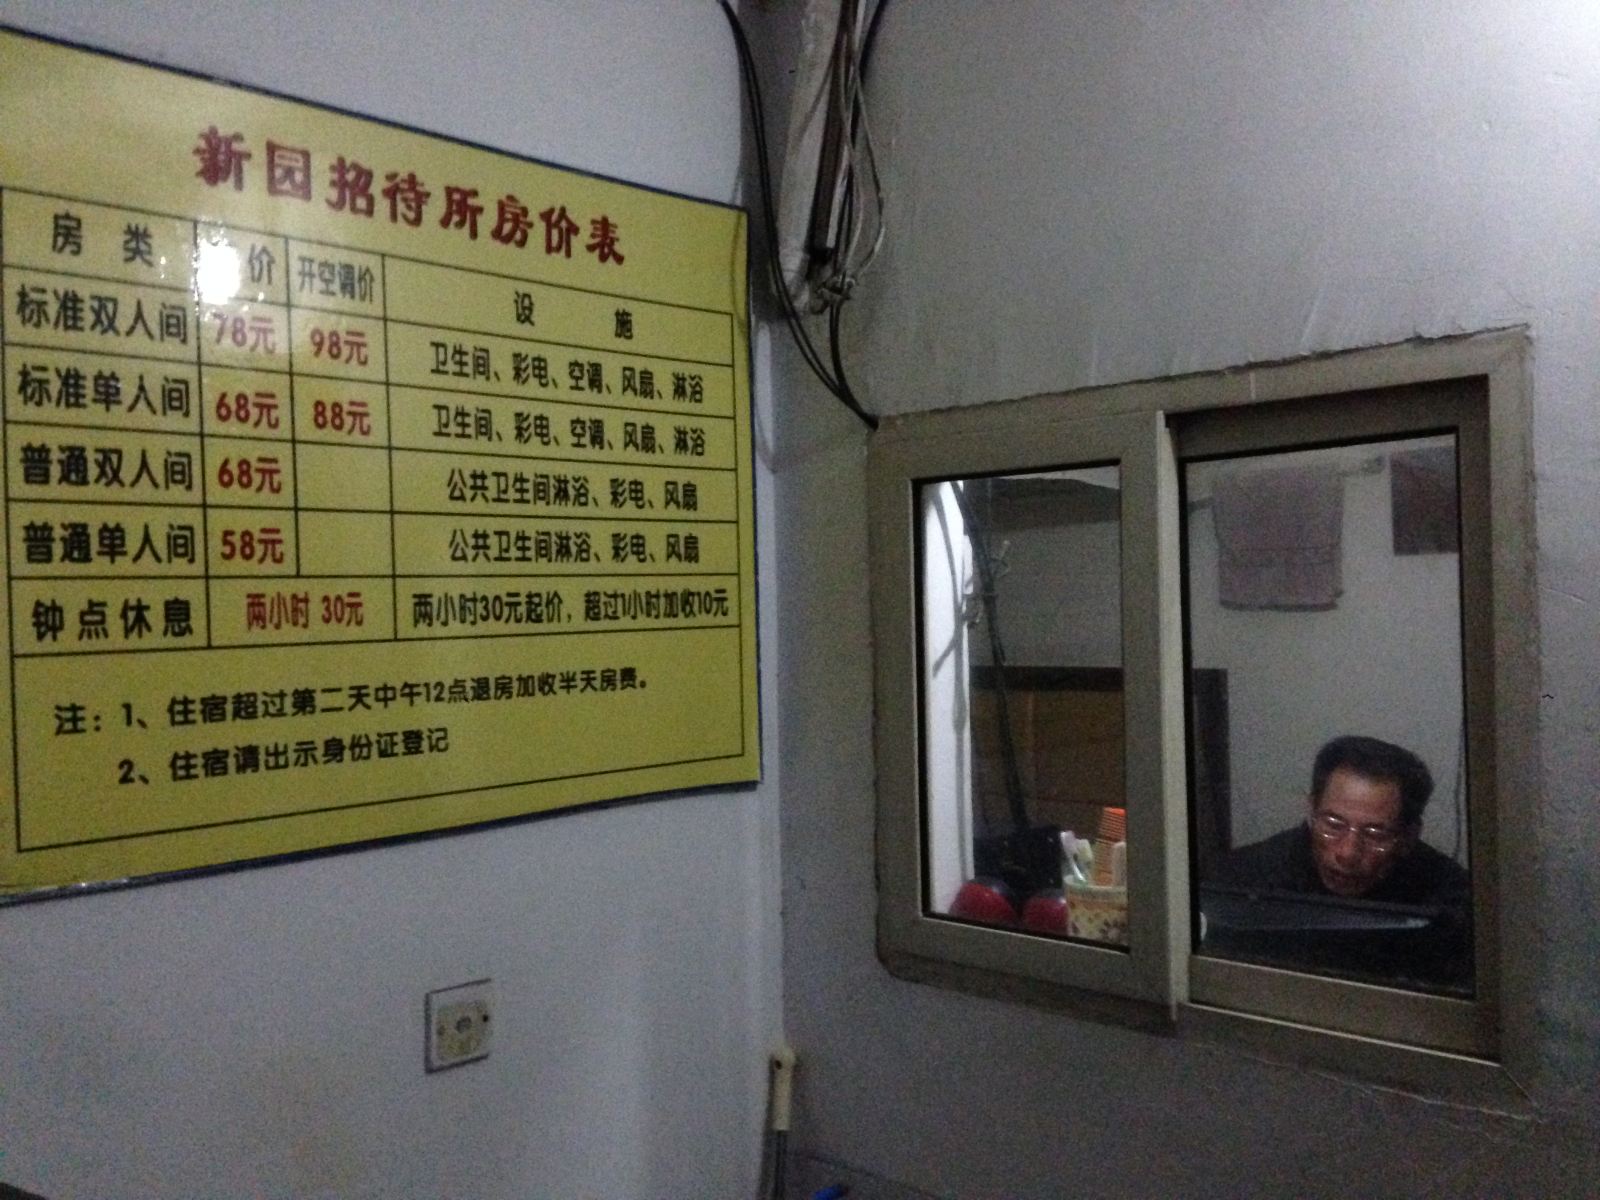 新园招待所房价表
房 类 价 开空调价 设 施
标准双人间 78元 98元 卫生间、彩电、空调、风扇、淋浴
标准单人间 68元 88元 卫生间、彩电、空调、风扇、淋浴
普通双人间 68元 公共卫生间淋浴、彩电、风扇
普通单人间 58元 公共卫生间淋浴、彩电、风扇
钟点休息 两小时 30元 两小时30元起价，超过1小时加收10元
注：1、住宿超过第二天中午12点退房加收半天房费。
2、住宿请出示身份证登记